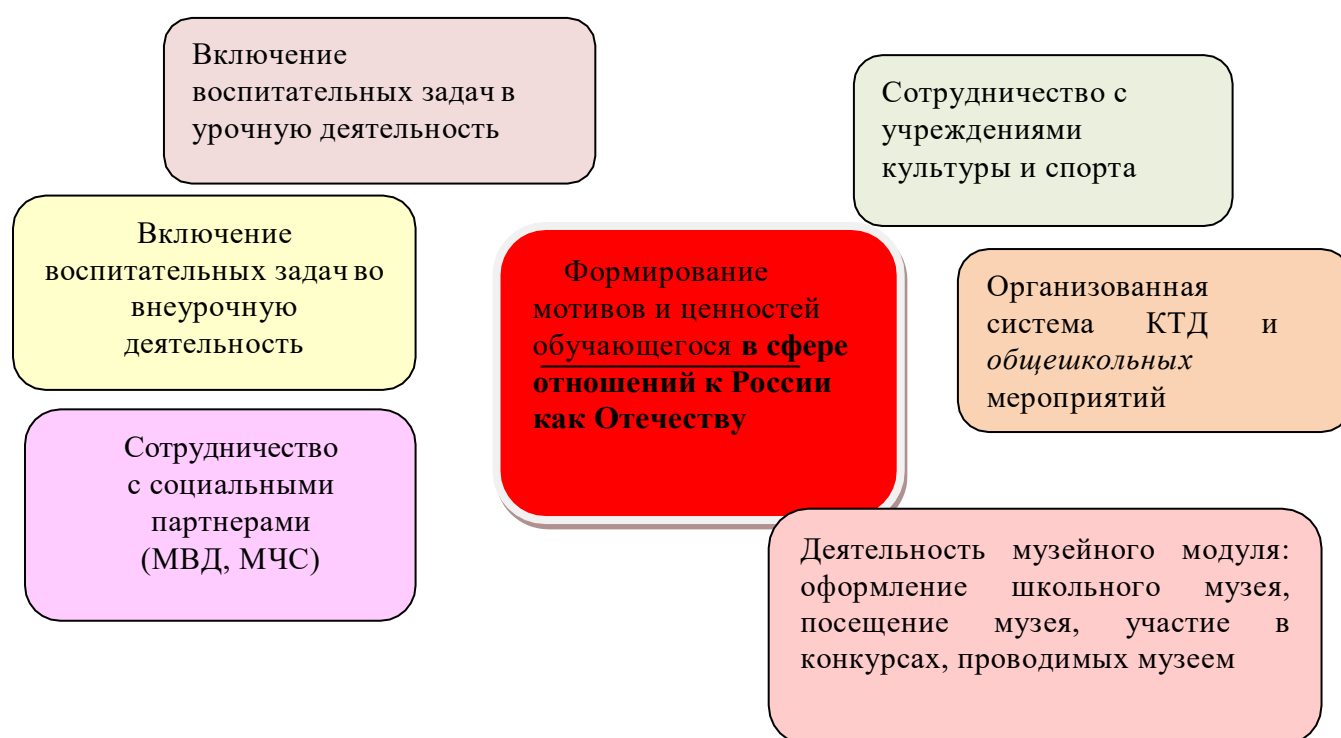 Включение
воспитательных задач в
урочную деятельность
Сотрудничество с
учреждениями
культуры и спорта
Включение
воспитательных задач во
внеурочную
деятельность
Формирование
мотивов и ценностей
обучающегося в сфере
отношений к России
как Отечеству
Организованная
система КТД и
общешкольных
мероприятий
Сотрудничество
с социальными
партнерами
(МВД, МЧС)
Деятельность музейного модуля:
оформление школьного музея,
посещение музея, участие в
конкурсах, проводимых музеем